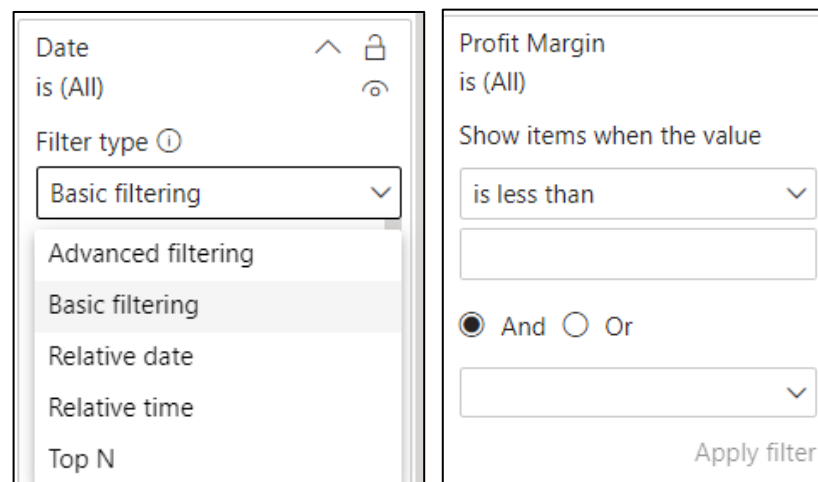 Date
is (All)
Filter type
Basic filtering
Advanced filtering
Basic filtering
Relative date
Relative time
Top N
Profit Margin
is (All)
Show items when the value
is less than
And Or
Apply filter